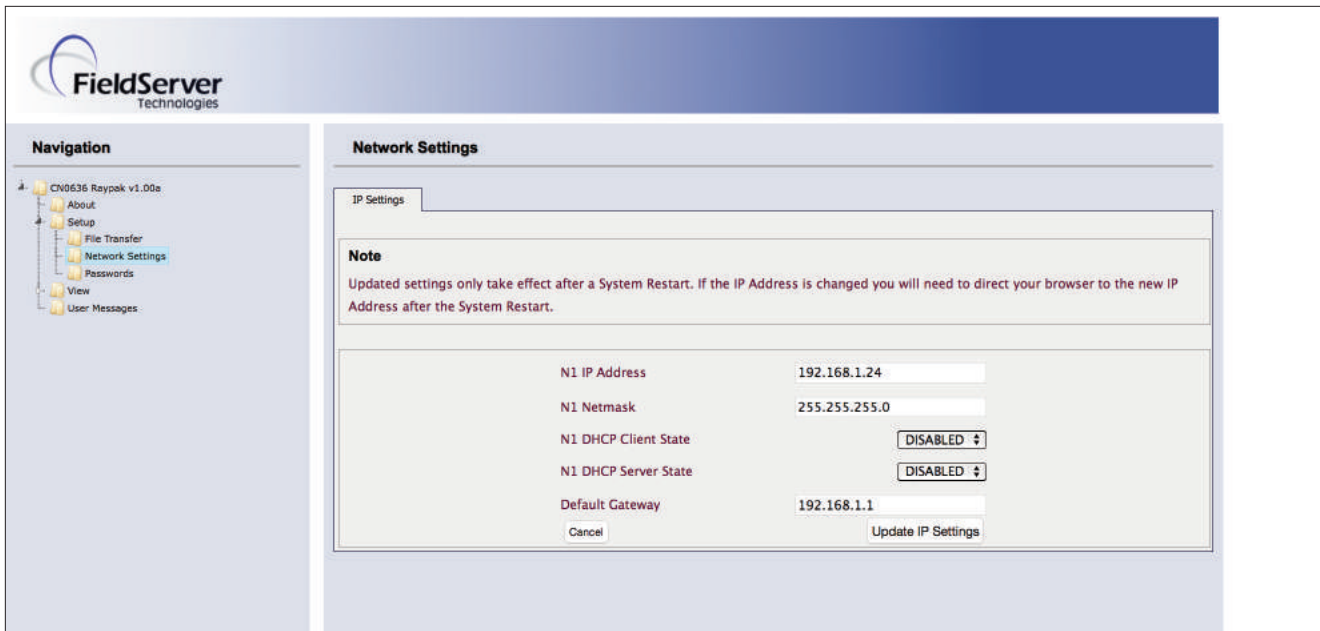 FieldServer
Technologies
Navigation
CN0636 Raypak v1.00a
About
Setup
File Transfer
Network Settings
Passwords
View
User Messages
Network Settings
IP Settings
Note
Updated settings only take effect after a System Restart. If the IP Address is changed you will need to direct your browser to the new IP
Address after the System Restart.
N1 IP Address 192.168.1.24
N1 Netmask 255.255.255.0
N1 DHCP Client State DISABLED
N1 DHCP Server State DISABLED
Default Gateway 192.168.1.1
Cancel Update IP Settings